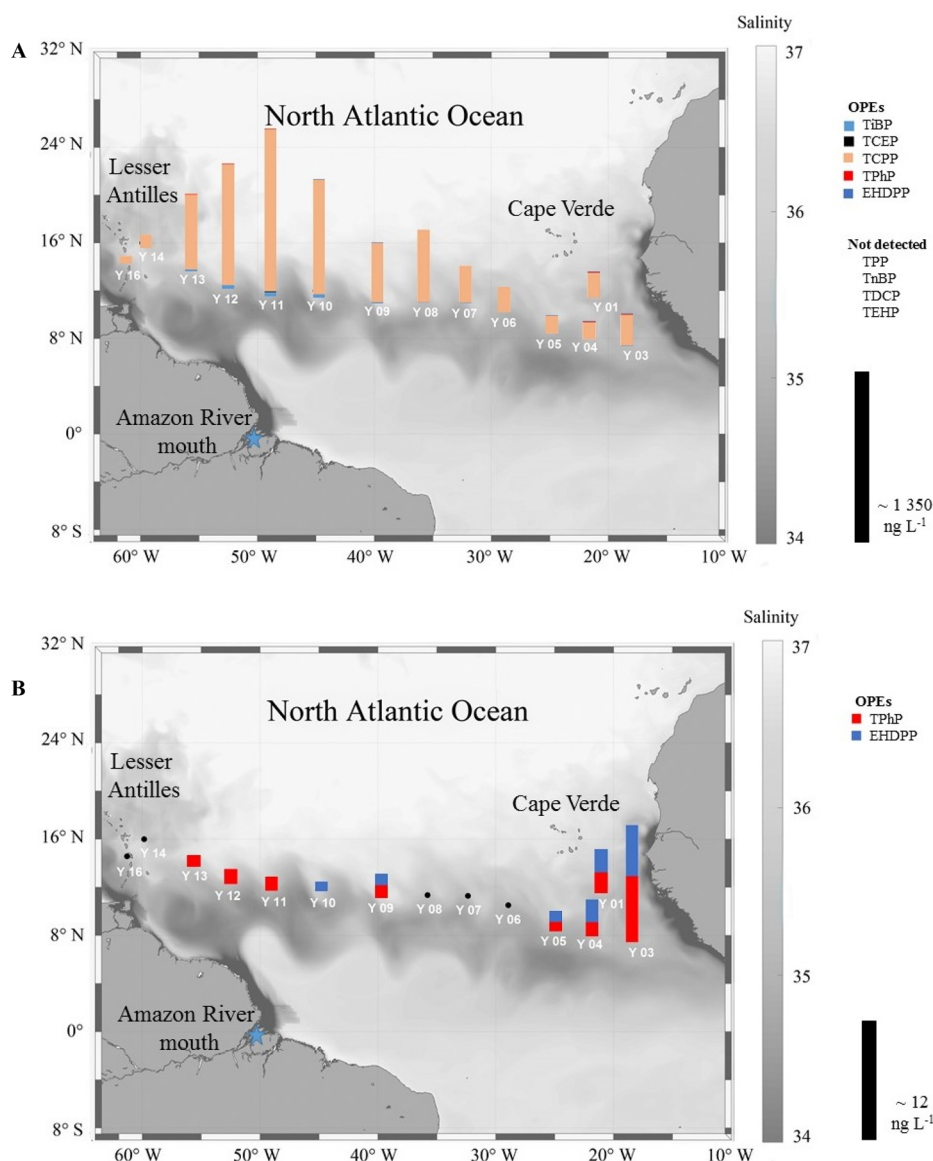 A
Salinity
32° N
24° N
16° N
8° N
0°
8° S
60° W
50° W
40° W
30° W
20° W
10° W
North Atlantic Ocean
Lesser
Antilles
Cape Verde
Amazon River
mouth
Y 16
Y 14
Y 13
Y 12
Y 11
Y 10
Y 09
Y 08
Y 07
Y 06
Y 05
Y 04
Y 01
Y 03
37
36
35
34
OPEs
TiBP
TCEP
TCPP
TPhP
EHDPP
Not detected
TPP
TnBP
TDCP
TEHP
~ 1 350
ng L-1
B
Salinity
32° N
24° N
16° N
8° N
0°
8° S
60° W
50° W
40° W
30° W
20° W
10° W
North Atlantic Ocean
Lesser
Antilles
Cape Verde
Amazon River
mouth
Y 16
Y 14
Y 13
Y 12
Y 11
Y 10
Y 09
Y 08
Y 07
Y 06
Y 05
Y 04
Y 01
Y 03
37
36
35
34
OPEs
TPhP
EHDPP
~ 12
ng L-1